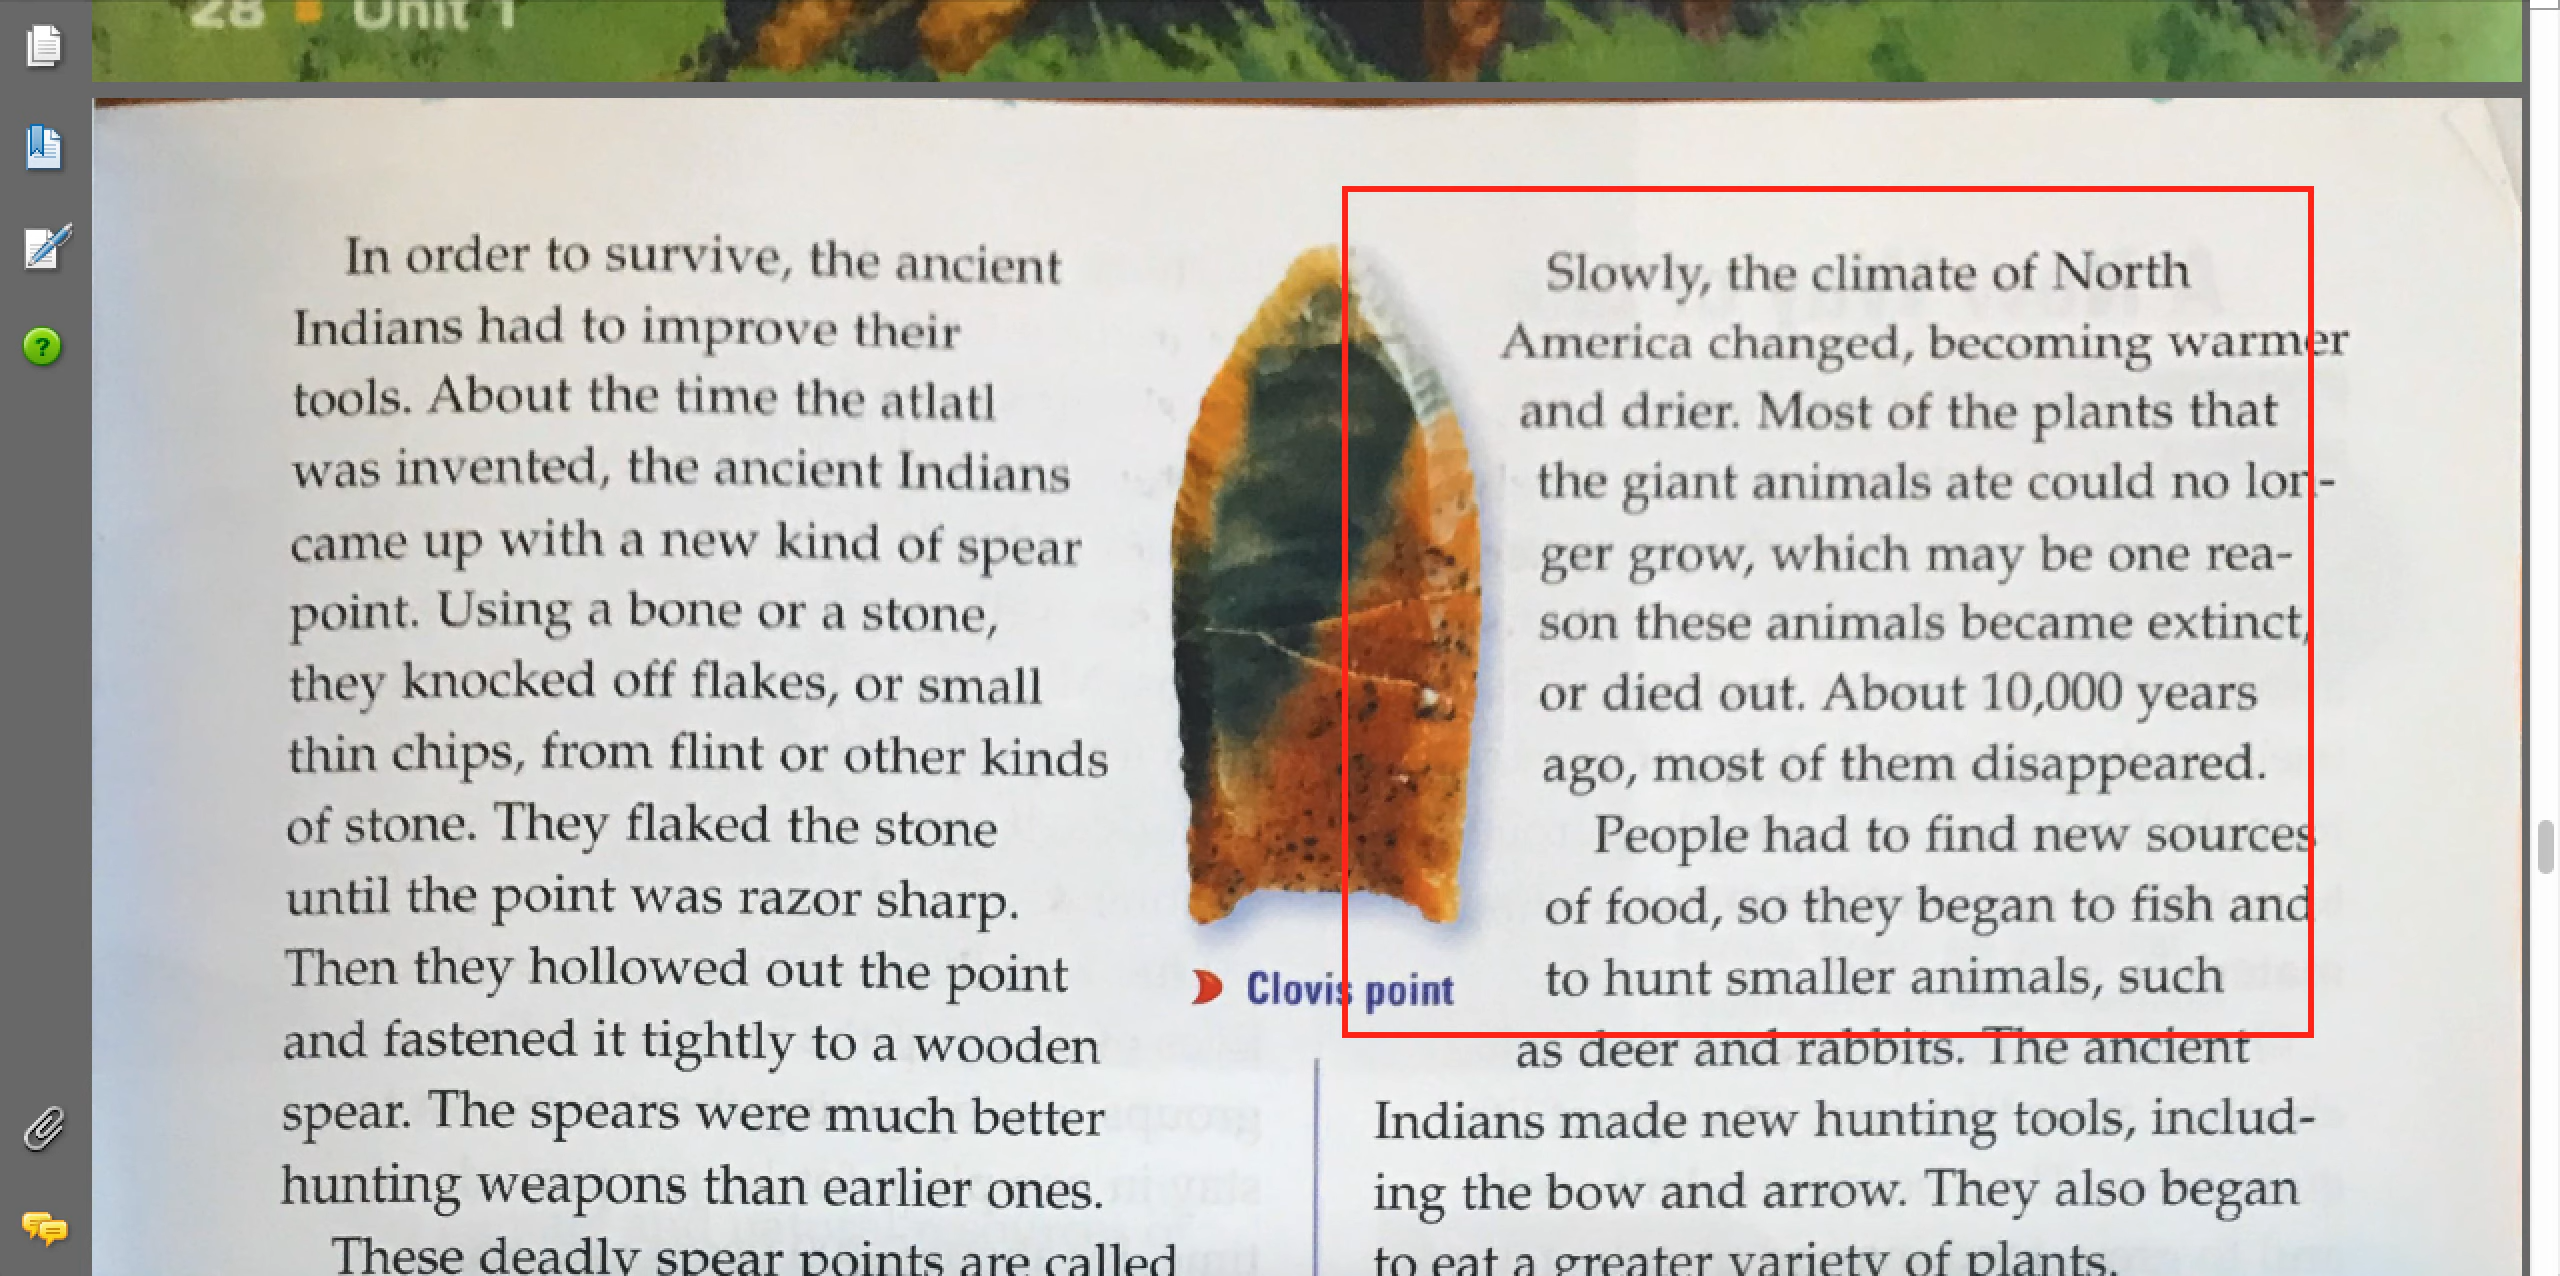 28 Unit 1
In order to survive, the ancient
Indians had to improve their
tools. About the time the atlatl
was invented, the ancient Indians
came up with a new kind of spear
point. Using a bone or a stone,
they knocked off flakes, or small
thin chips, from flint or other kinds
of stone. They flaked the stone
until the point was razor sharp.
Then they hollowed out the point
and fastened it tightly to a wooden
spear. The spears were much better
hunting weapons than earlier ones.
These deadly spear points are called
Clovis point
Slowly, the climate of North
America changed, becoming warmer
and drier. Most of the plants that
the giant animals ate could no lon-
ger grow, which may be one rea-
son these animals became extinct,
or died out. About 10,000 years
ago, most of them disappeared.
People had to find new sources
of food, so they began to fish and
to hunt smaller animals, such
as deer and rabbits. The ancient
Indians made new hunting tools, includ-
ing the bow and arrow. They also began
to eat a greater variety of plants.